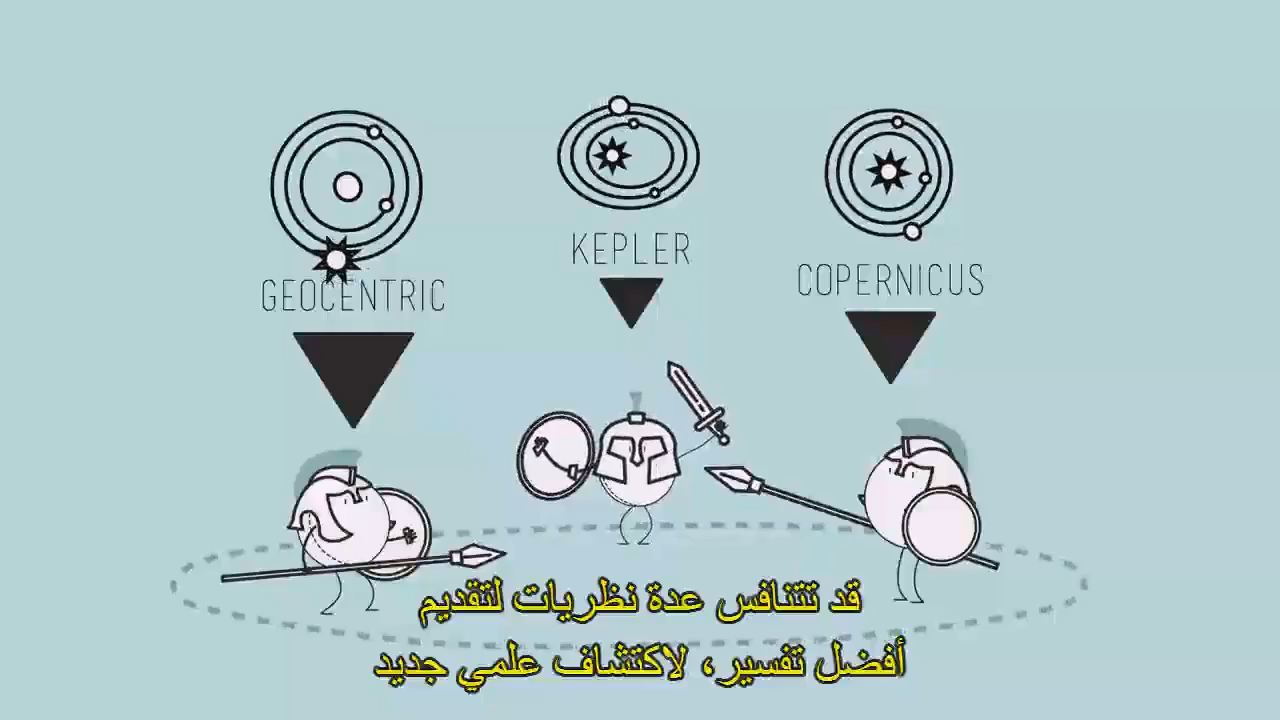 GEOCENTRIC
KEPLER
COPERNICUS
قد تتنافس عدة نظريات لتقديم
أفضل تفسير، لاكتشاف علمي جديد